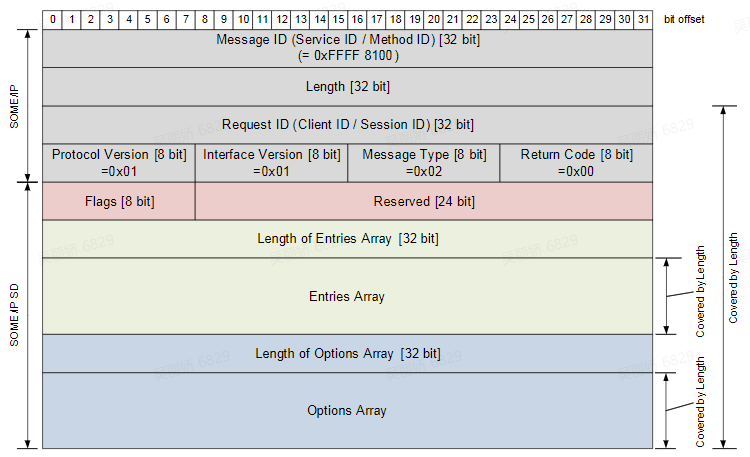 0 1 2 3 4 5 6 7 8 9 10 11 12 13 14 15 16 17 18 19 20 21 22 23 24 25 26 27 28 29 30 31 bit offset
Message ID (Service ID / Method ID) [32 bit]
(= 0xFFFF 8100)
Length [32 bit]
Request ID (Client ID / Session ID) [32 bit]
Protocol Version [8 bit]
=0x01
Interface Version [8 bit]
=0x01
Message Type [8 bit]
=0x02
Return Code [8 bit]
=0x00
Flags [8 bit]
Reserved [24 bit]
Length of Entries Array [32 bit]
Entries Array
Length of Options Array [32 bit]
Options Array
SOME/IP
SOME/IP SD
Covered by Length
Covered by Length
Covered by Length